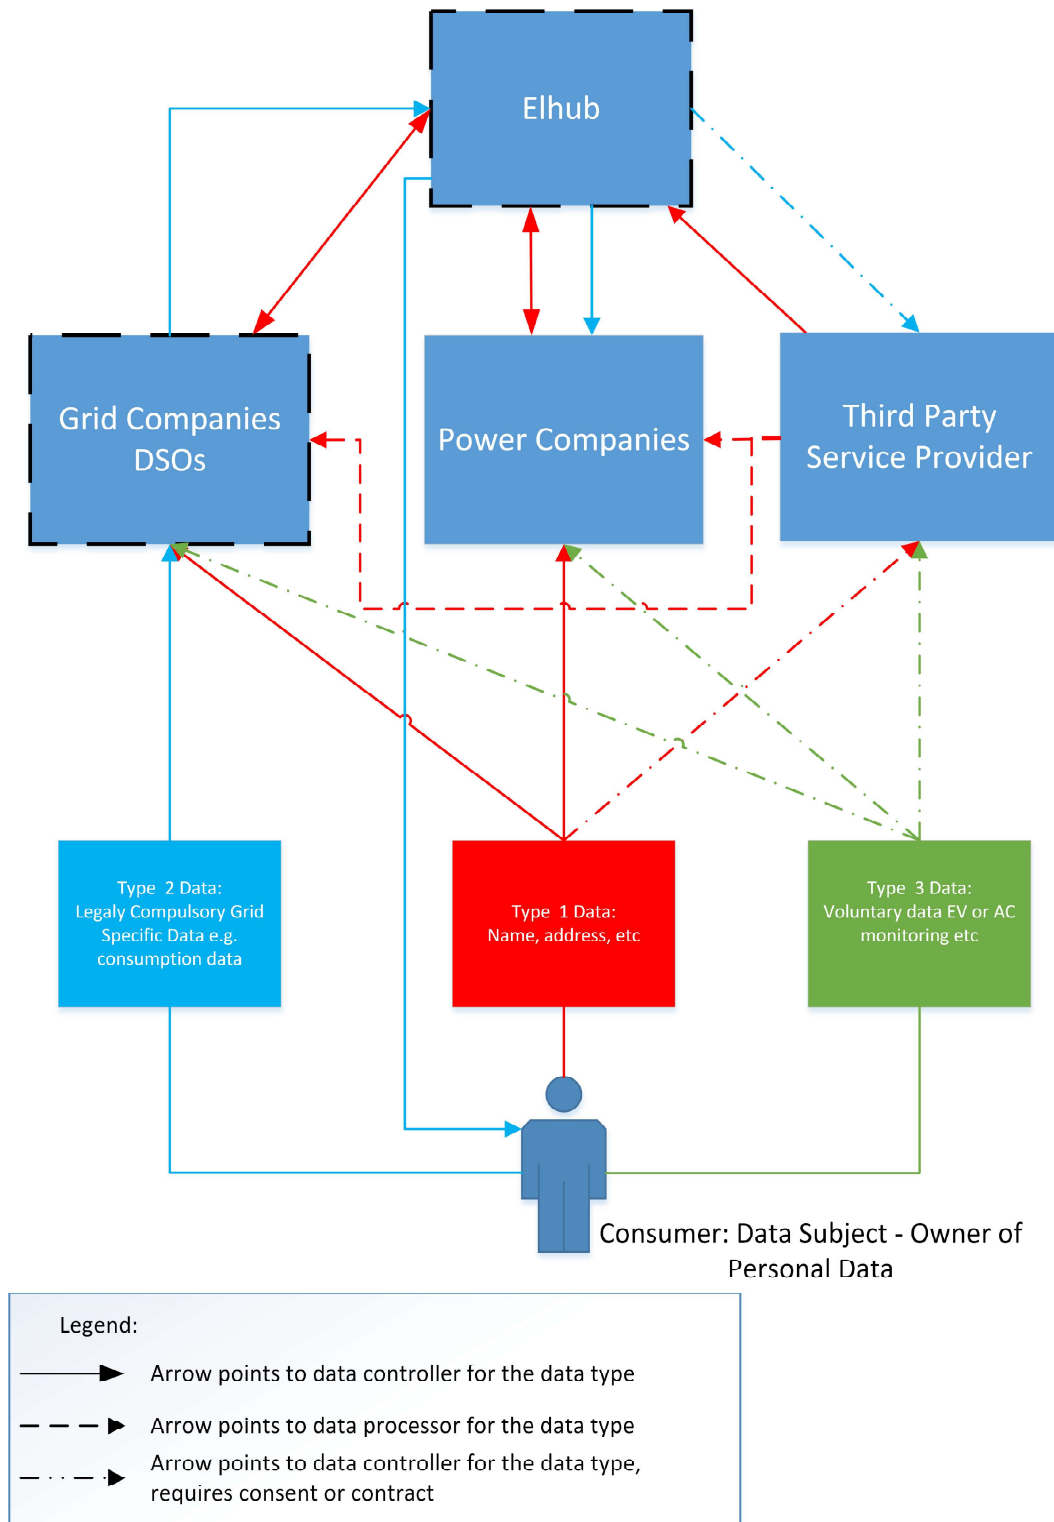 Elhub
Grid Companies
DSOs
Power Companies
Third Party
Service Provider
Type 2 Data:
Legaly Compulsory Grid
Specific Data e.g.
consumption data
Type 1 Data:
Name, address, etc
Type 3 Data:
Voluntary data EV or AC
monitoring etc
Consumer: Data Subject - Owner of
Personal Data
Legend:
Arrow points to data controller for the data type
Arrow points to data processor for the data type
Arrow points to data controller for the data type,
requires consent or contract